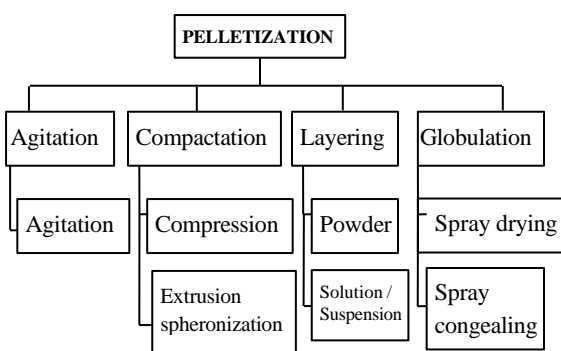 PELLETIZATION
Agitation
Compactation
Layering
Globulation
Agitation
Compression
Powder
Spray drying
Extrusion
spheronization
Solution /
Suspension
Spray
congealing